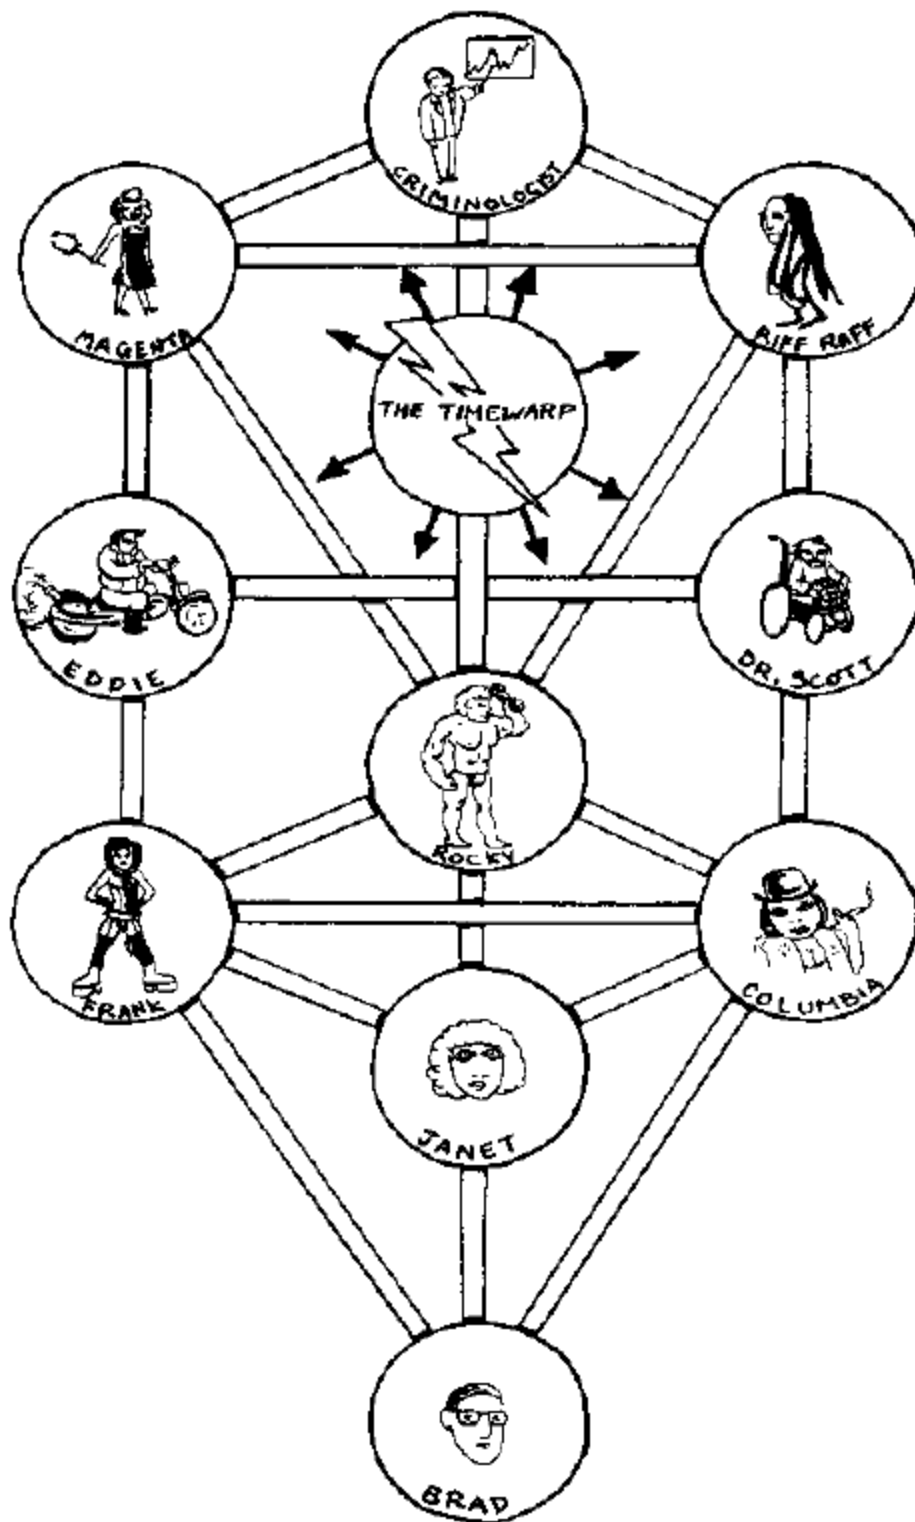 CRIMINOLOGIST
MAGENTA
RIFF RAFF
THE TIMEWARP
EDDIE
DR. SCOTT
ROCKY
FRANK
COLUMBIA
JANET
BRAD